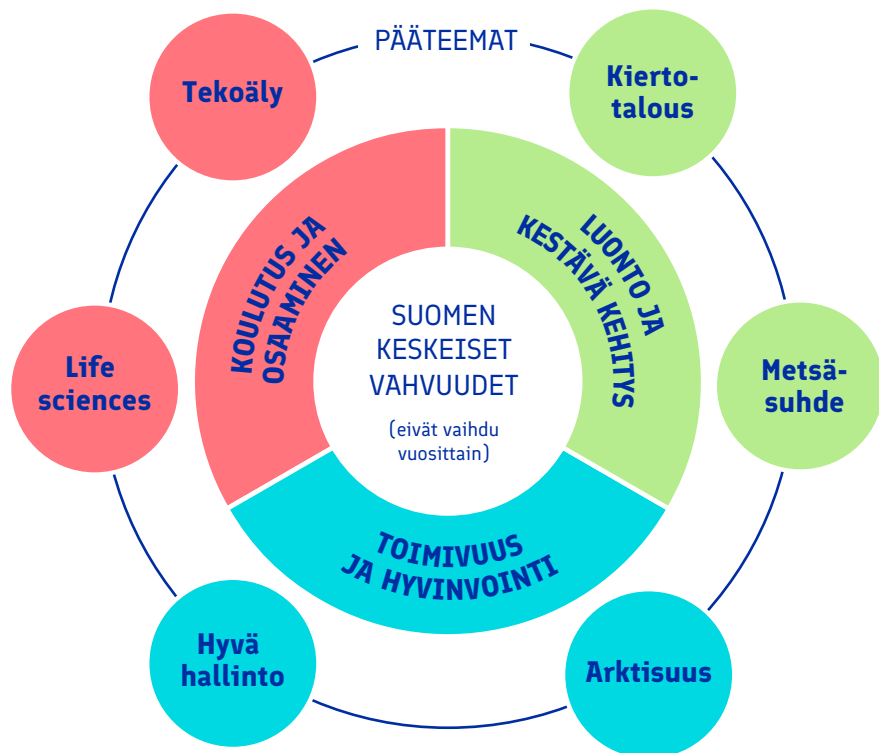 PÄÄTEEMAT
Tekoäly
Kierto-
talous
KOULUTUS JA
OSAAMINEN
LUONTO JA
KESTÄVÄ KEHITYS
SUOMEN
KESKEISET
VAHVUUDET
(eivät vaihdu
vuosittain)
Life
sciences
Metsä-
suhde
TOIMIVUUS
JA HYVINVOINTI
Hyvä
hallinto
Arktisuus